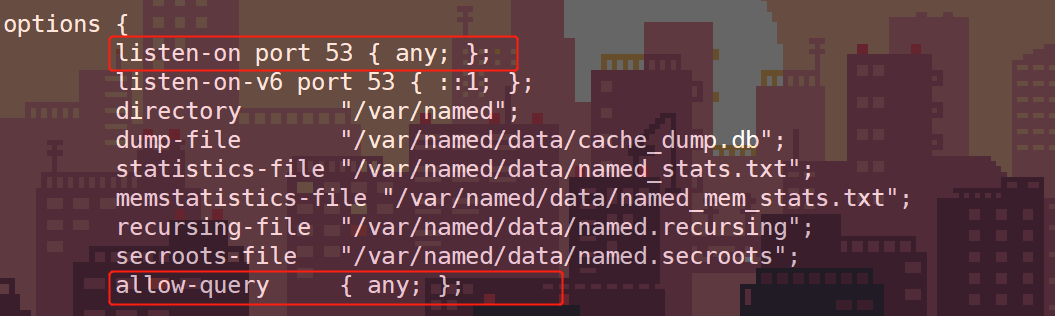 options {
        listen-on port 53 { any; };
        listen-on-v6 port 53 { ::1; };
        directory       "/var/named";
        dump-file       "/var/named/data/cache_dump.db";
        statistics-file "/var/named/data/named_stats.txt";
        memstatistics-file "/var/named/data/named_mem_stats.txt";
        recursing-file  "/var/named/data/named.recursing";
        secroots-file   "/var/named/data/named.secroots";
        allow-query     { any; };